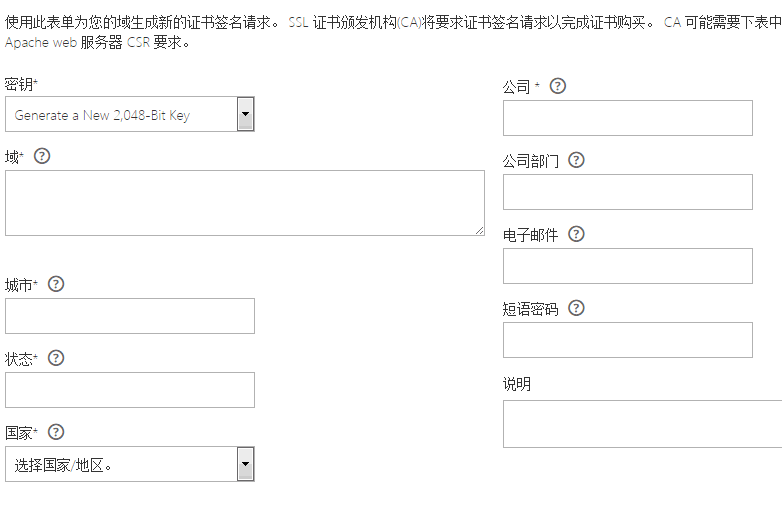 使用此表单为您的域生成新的证书签名请求。 SSL 证书颁发机构(CA)将要求证书签名请求以完成证书购买。 CA 可能需要下表中
Apache web 服务器 CSR 要求。
密钥*
Generate a New 2,048-Bit Key
域* ?
城市* ?
状态* ?
国家* ?
选择国家/地区。
公司 * ?
公司部门 ?
电子邮件 ?
短语密码 ?
说明